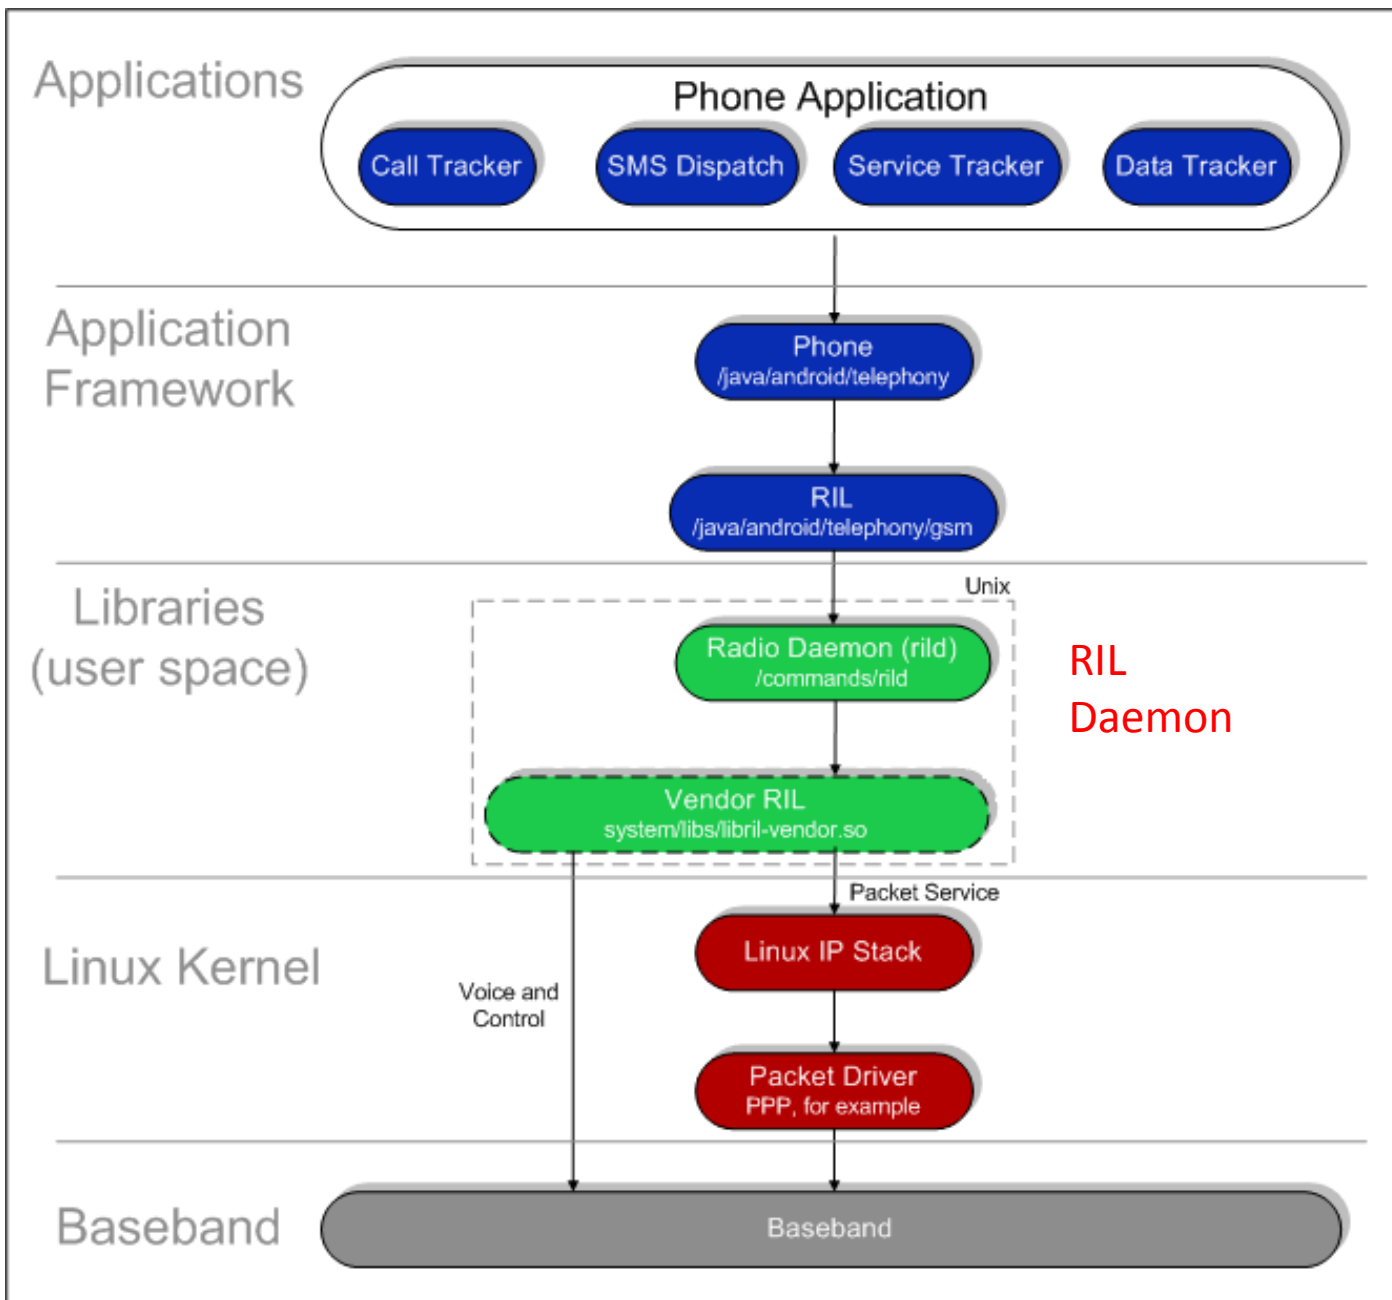 Applications
Phone Application
Call Tracker
SMS Dispatch
Service Tracker
Data Tracker
Application
Framework
Phone
/java/android/telephony
RIL
/java/android/telephony/gsm
Libraries
(user space)
Unix
Radio Daemon (rild)
/commands/rild
RIL
Daemon
Vendor RIL
system/libs/libril-vendor.so
Packet Service
Linux Kernel
Linux IP Stack
Voice and
Control
Packet Driver
PPP, for example
Baseband
Baseband